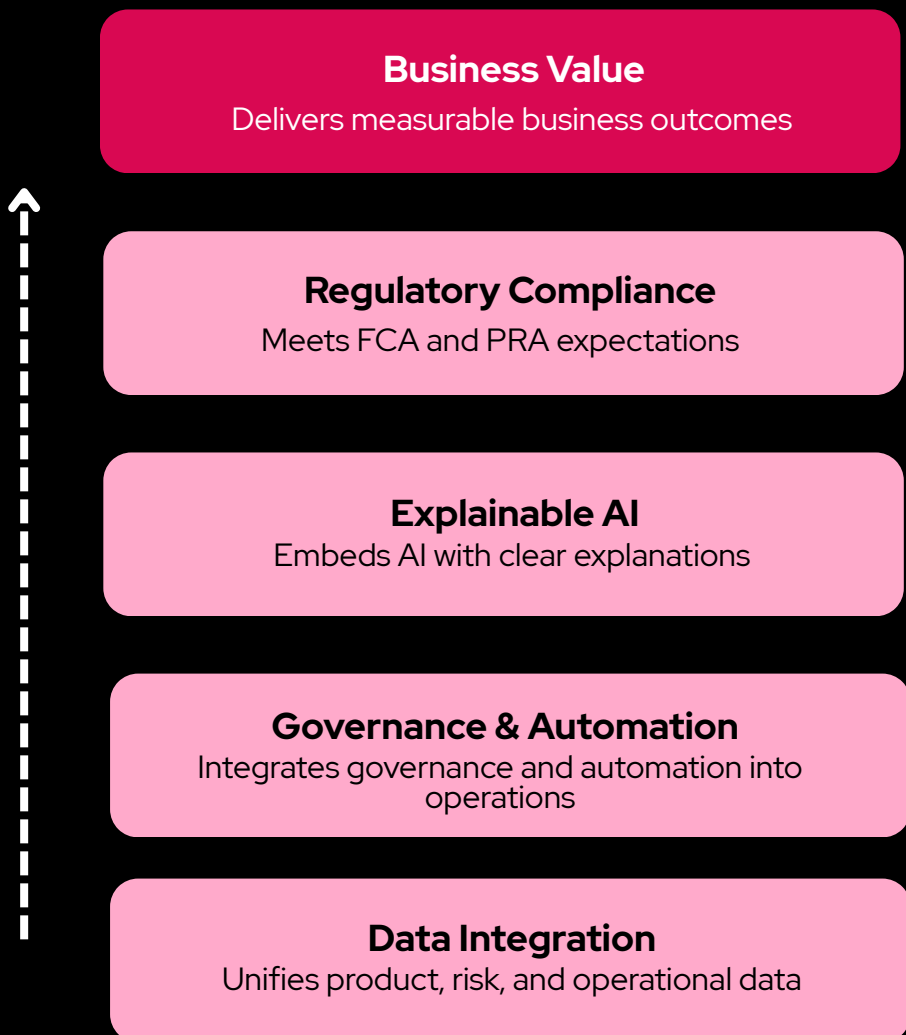 Business Value
Delivers measurable business outcomes
Regulatory Compliance
Meets FCA and PRA expectations
Explainable AI
Embeds AI with clear explanations
Governance & Automation
Integrates governance and automation into
operations
Data Integration
Unifies product, risk, and operational data